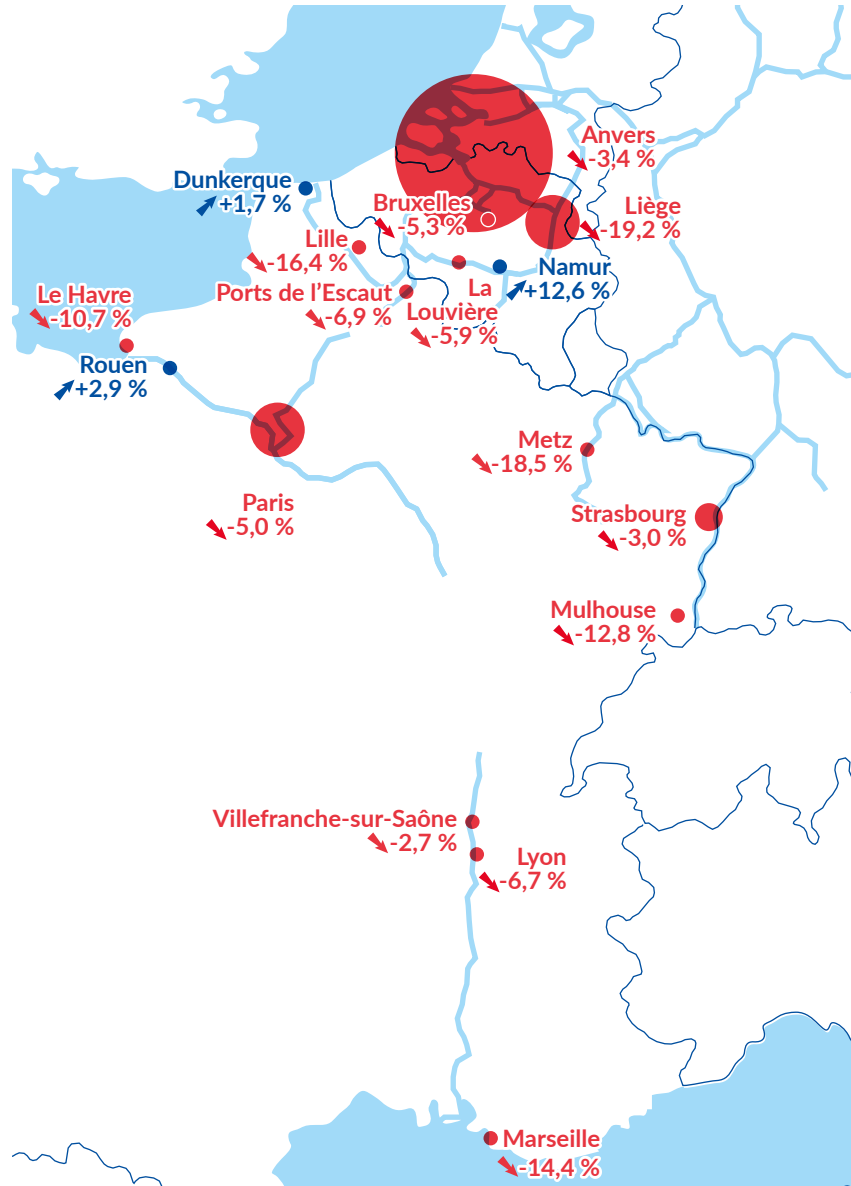 Anvers
-3,4 %
Dunkerque
+1,7 %
Bruxelles
-5,3 %
Liège
-19,2 %
Lille
-16,4 %
Namur
+12,6 %
Ports de l’Escaut
-6,9 %
La
Louvière
-5,9 %
Le Havre
-10,7 %
Rouen
+2,9 %
Metz
-18,5 %
Paris
-5,0 %
Strasbourg
-3,0 %
Mulhouse
-12,8 %
Villefranche-sur-Saône
-2,7 %
Lyon
-6,7 %
Marseille
-14,4 %